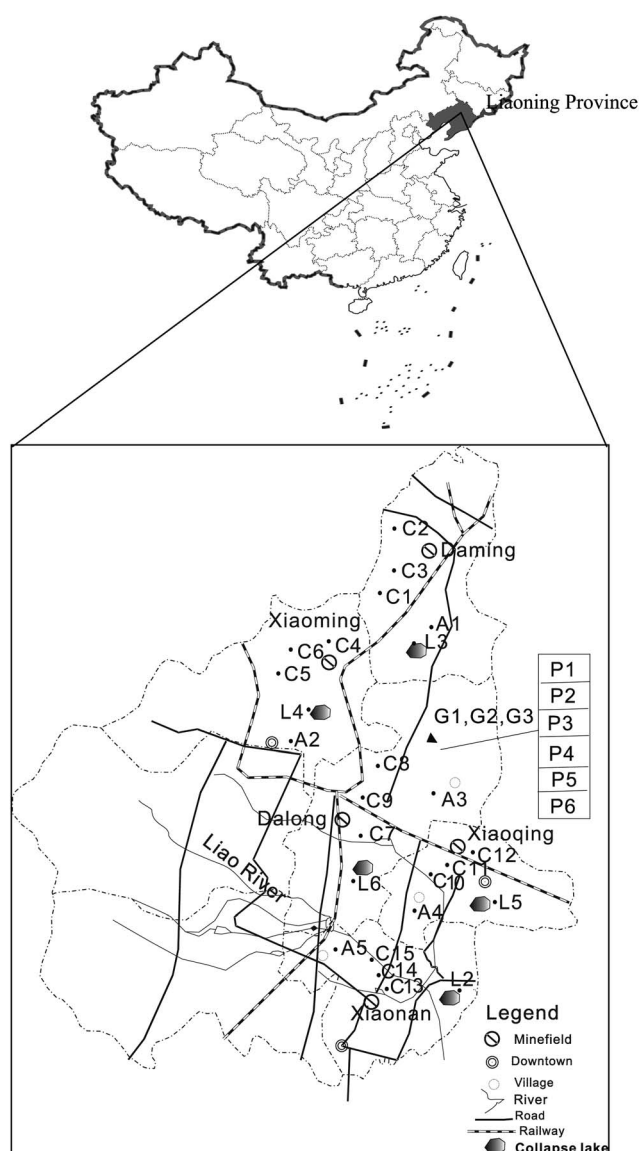 Liaoning Province
C2
Daming
C3
C1
Xiaoming
A1
C4
L3
C6
C5
P1
P2
L4
G1,G2,G3
P3
A2
P4
C8
P5
A3
C9
P6
Dalong
C7
Xiaoqing
C12
C11
Liao River
C10
L6
L5
A4
A5
C15
C14
L2
C13
Xiaonan
Legend
Minefield
Downtown
Village
River
Road
Railway
Collapse lake